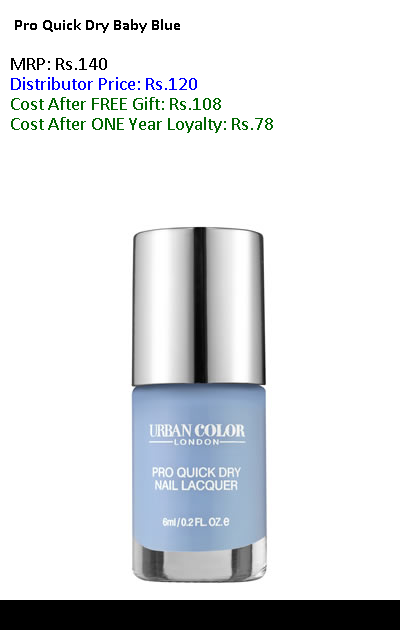 Pro Quick Dry Baby Blue
MRP: Rs.140
Distributor Price: Rs.120
Cost After FREE Gift: Rs.108
Cost After ONE Year Loyalty: Rs.78
URBAN COLOR
LONDON
PRO QUICK DRY
NAIL LACQUER
6ml/0.2 FL. OZ.e